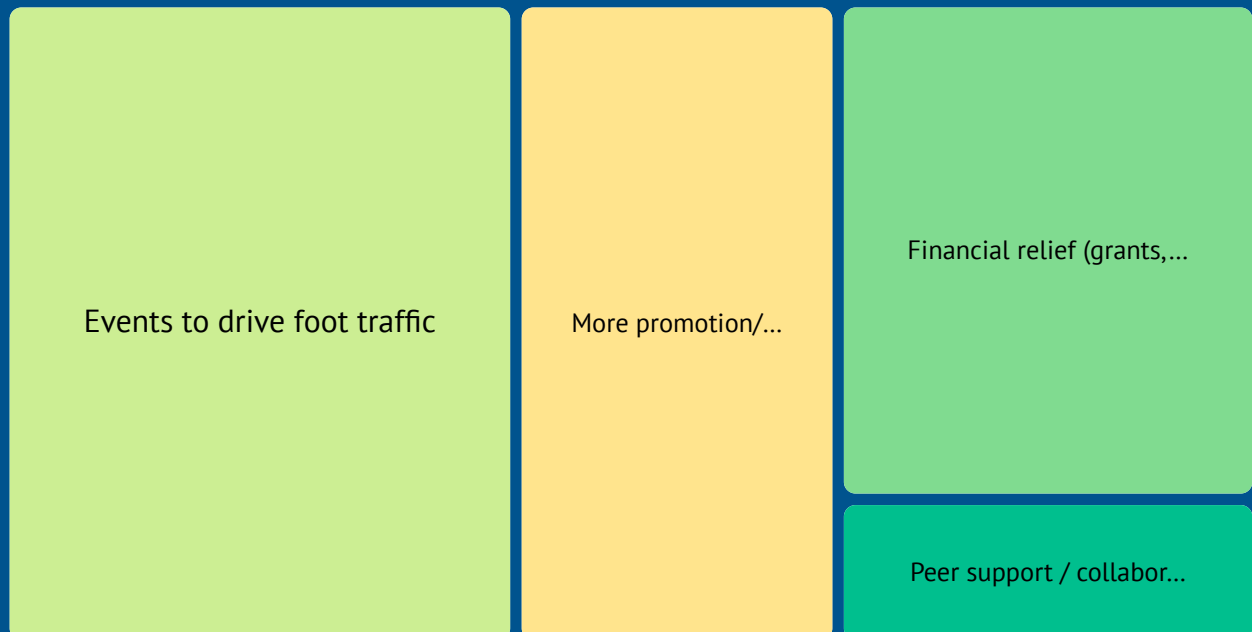 Events to drive foot traffic
More promotion/...
Financial relief (grants,...
Peer support / collabor...